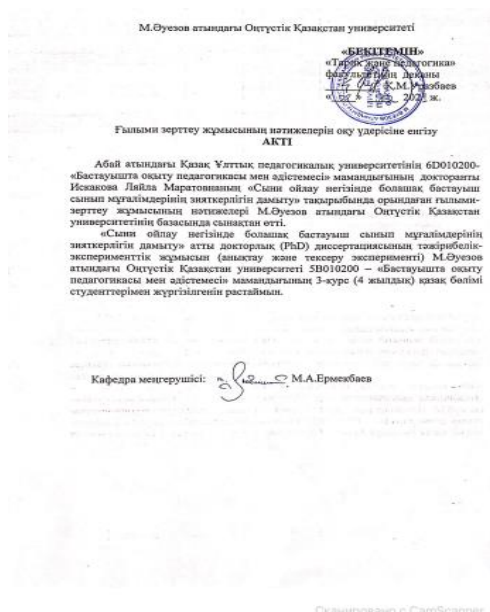 М.Әуезов атындағы Оңтүстік Қазақстан университеті
«БЕКІТЕМІН»
«Тарих және педагогика»
факультетінің деканы
Қ.М.
202 ж.
Ғылыми зерттеу жұмысының нәтижелерін оқу үдерісіне енгізу
АКТІ
Абай атындағы Қазақ Ұлттық педагогикалық университетінің 6D010200-
«Бастауышта оқыту педагогикасы мен әдістемесі» мамандығының докторанты
Искакова Ляйла Маратовнаның «Сыни ойлау негізінде болашақ бастауыш
сынып мұғалімдерінің зияткерлігін дамыту» тақырыбында орындаған ғылыми-
зерттеу жұмысының нәтижелері М.Әуезов атындағы Оңтүстік Қазақстан
университетінің базасында сынақтан өтті.
«Сыни ойлау негізінде болашақ бастауыш сынып мұғалімдерінің
зияткерлігін дамыту» атты докторлық (PhD) диссертациясының тәжірибелік-
эксперименттік жұмысын (анықтау және тексеру эксперименті) М.Әуезов
атындағы Оңтүстік Қазақстан университеті 5В010200 – «Бастауышта оқыту
педагогикасы мен әдістемесі» мамандығының 3-курс (4 жылдық) қазақ бөлімі
студенттерімен жүргізілгенін растаймын.
Кафедра меңгерушісі: М.А.Ермекбаев
Сканировано с CamScanner